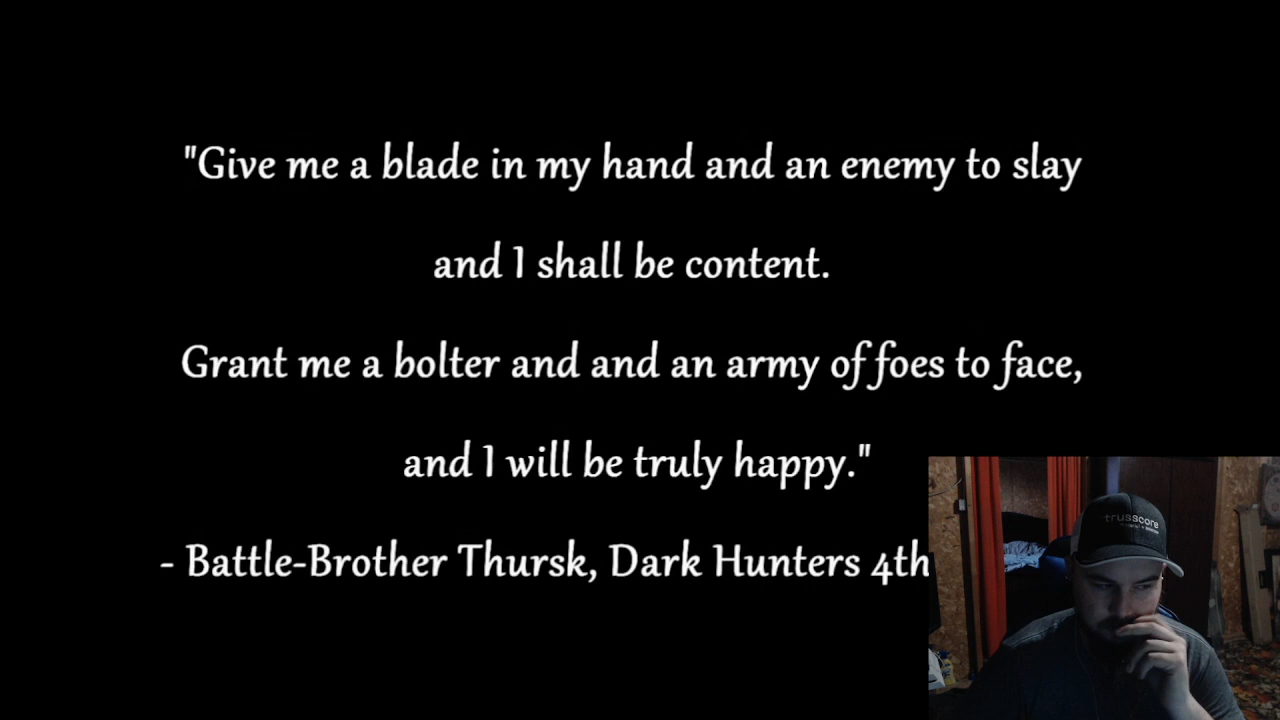 "Give me a blade in my hand and an enemy to slay
and I shall be content.
Grant me a bolter and and an army of foes to face,
and I will be truly happy."
- Battle-Brother Thursk, Dark Hunters 4th
trusscore